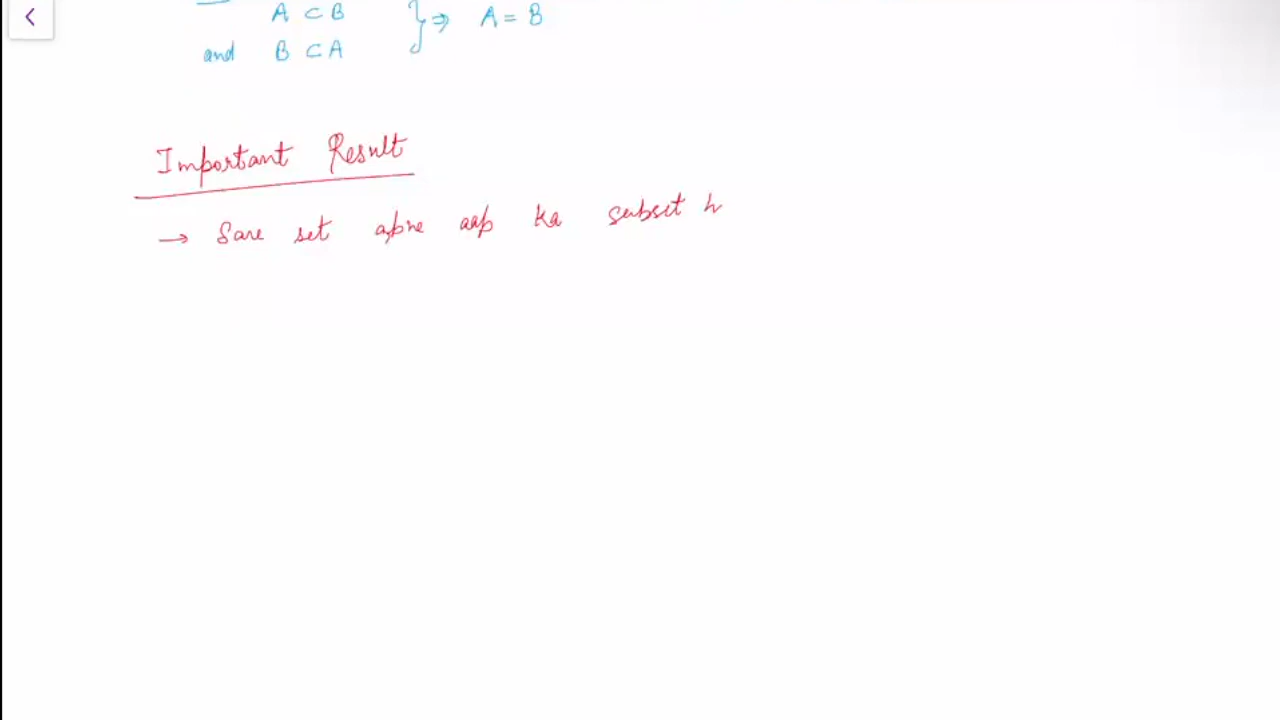 A ⊂ B } ⇒ A = B
and B ⊂ A
Important Result
→ Sare set apne aap ka subset h